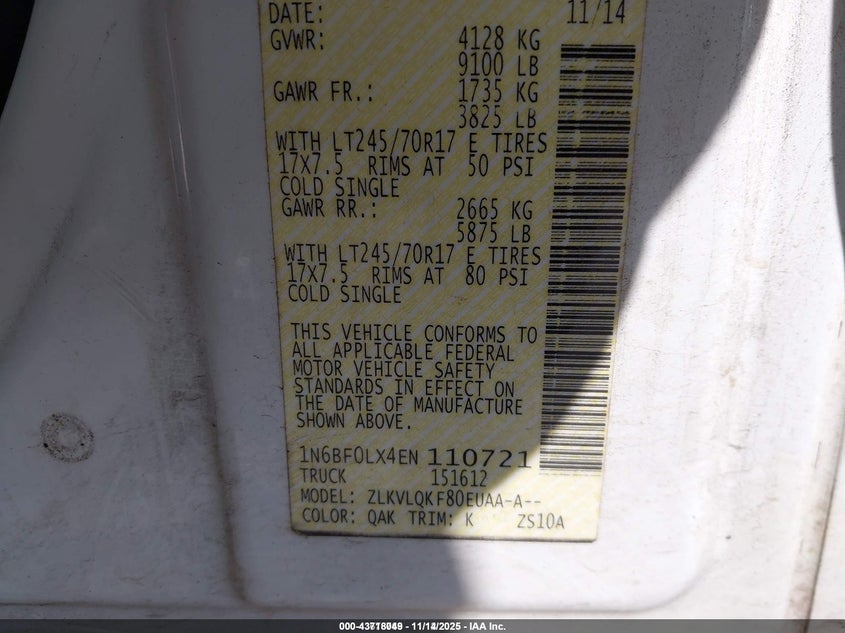 DATE: 11/14
GVWR: 4128 KG
9100 LB
GAWR FR.: 1735 KG
3825 LB
WITH LT245/70R17 E TIRES
17X7.5 RIMS AT 50 PSI
COLD SINGLE
GAWR RR.: 2665 KG
5875 LB
WITH LT245/70R17 E TIRES
17X7.5 RIMS AT 80 PSI
COLD SINGLE
THIS VEHICLE CONFORMS TO
ALL APPLICABLE FEDERAL
MOTOR VEHICLE SAFETY
STANDARDS IN EFFECT ON
THE DATE OF MANUFACTURE
SHOWN ABOVE.
1N6BF0LX4EN 110721
TRUCK 151612
MODEL: ZLKVLQKF80EUAA-A--
COLOR: QAK TRIM: K ZS10A
IAA Inc.